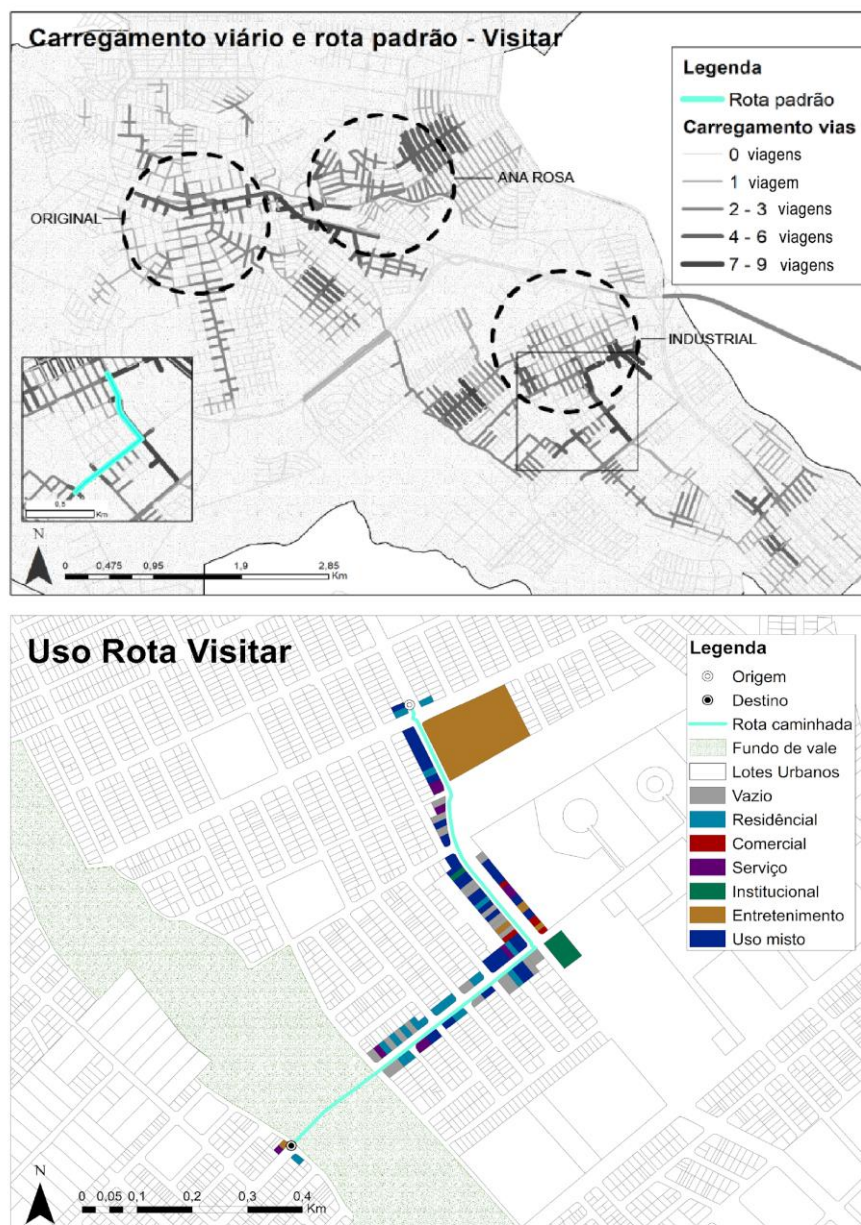 Carregamento viário e rota padrão - Visitar
Legenda
Rota padrão
Carregamento vias
0 viagens
1 viagem
2 - 3 viagens
4 - 6 viagens
7 - 9 viagens
ANA ROSA
ORIGINAL
INDUSTRIAL
0,5
Km
N
0 0,475 0,95 1,9 2,85
Km
Uso Rota Visitar
Legenda
Origem
Destino
Rota caminhada
Fundo de vale
Lotes Urbanos
Vazio
Residêncial
Comercial
Serviço
Institucional
Entretenimento
Uso misto
N
0 0,05 0,1 0,2 0,3 0,4
Km